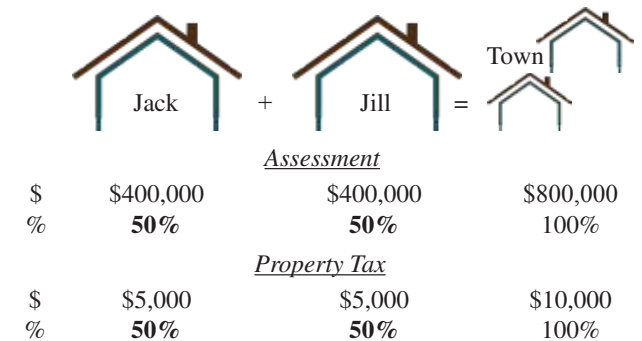 Town
Jack + Jill =
Assessment
$ $400,000 $400,000 $800,000
% 50% 50% 100%
Property Tax
$ $5,000 $5,000 $10,000
% 50% 50% 100%